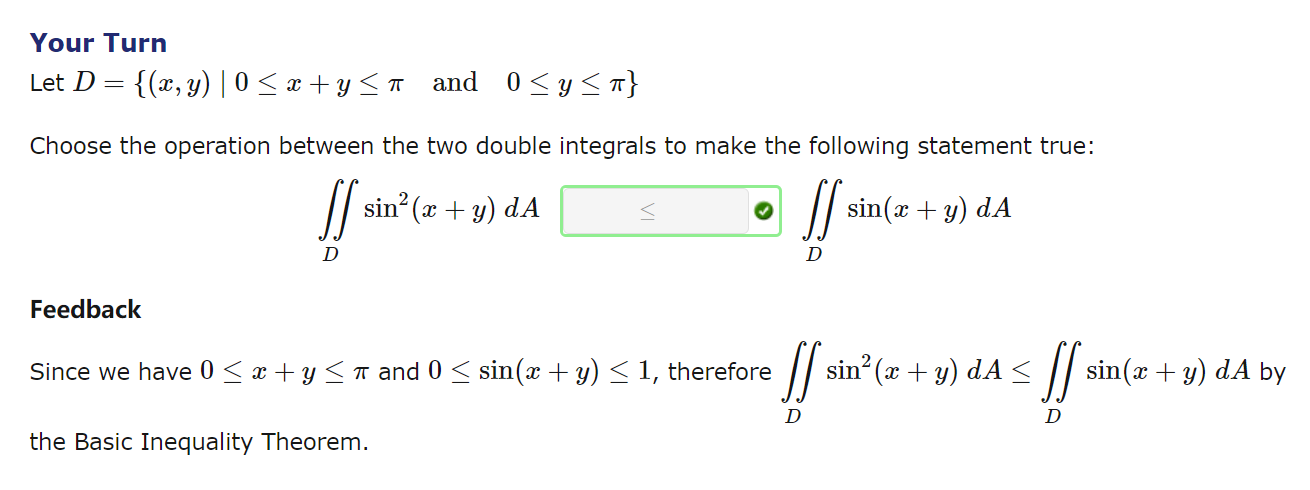 Your Turn
Let D = {(x, y) | 0 ≤ x + y ≤ π and 0 ≤ y ≤ π}
Choose the operation between the two double integrals to make the following statement true:
∬_D sin²(x + y) dA ≤ ∬_D sin(x + y) dA
Feedback
Since we have 0 ≤ x + y ≤ π and 0 ≤ sin(x + y) ≤ 1, therefore ∬_D sin²(x + y) dA ≤ ∬_D sin(x + y) dA by
the Basic Inequality Theorem.